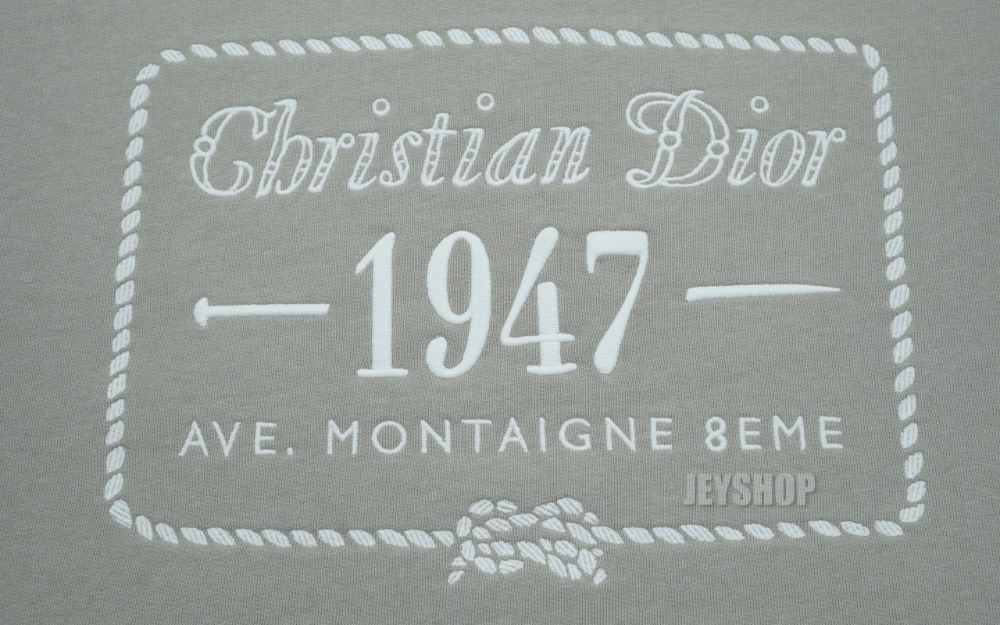 Christian Dior
1947
AVE. MONTAIGNE 8EME
JEYSHOP